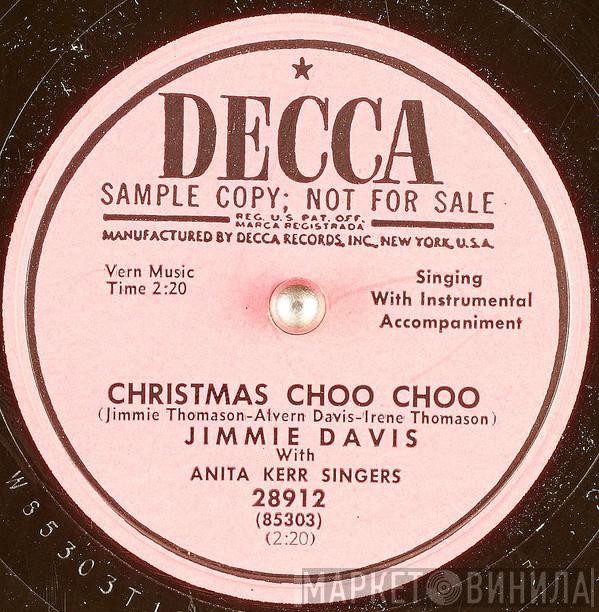 DECCA
SAMPLE COPY; NOT FOR SALE
REG. U.S. PAT. OFF.
MARCA REGISTRADA
MANUFACTURED BY DECCA RECORDS, INC., NEW YORK, U.S.A.
Vern Music
Time 2:20
Singing
With Instrumental
Accompaniment
CHRISTMAS CHOO CHOO
(Jimmie Thomason-Alvern Davis-Irene Thomason)
JIMMIE DAVIS
With
ANITA KERR SINGERS
28912
(85303)
(2:20)
W85303T1
МАРКЕТ ВИНИЛА